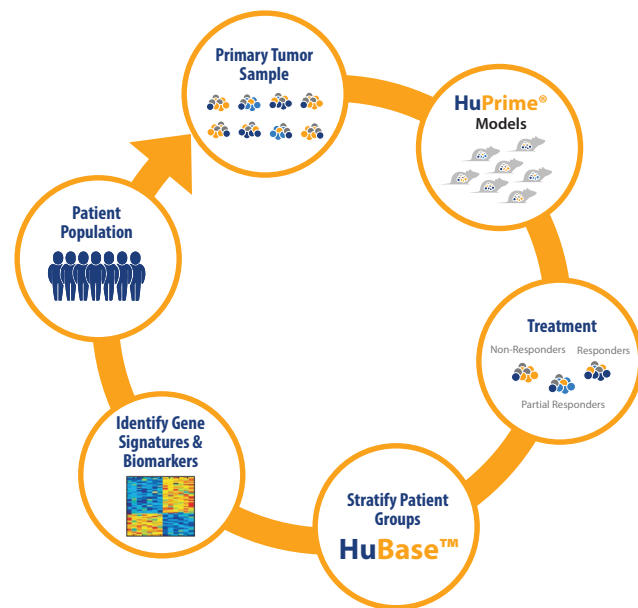 Primary Tumor
Sample
HuPrime®
Models
Treatment
Non-Responders
Responders
Partial Responders
Stratify Patient
Groups
HuBase™
Identify Gene
Signatures &
Biomarkers
Patient
Population